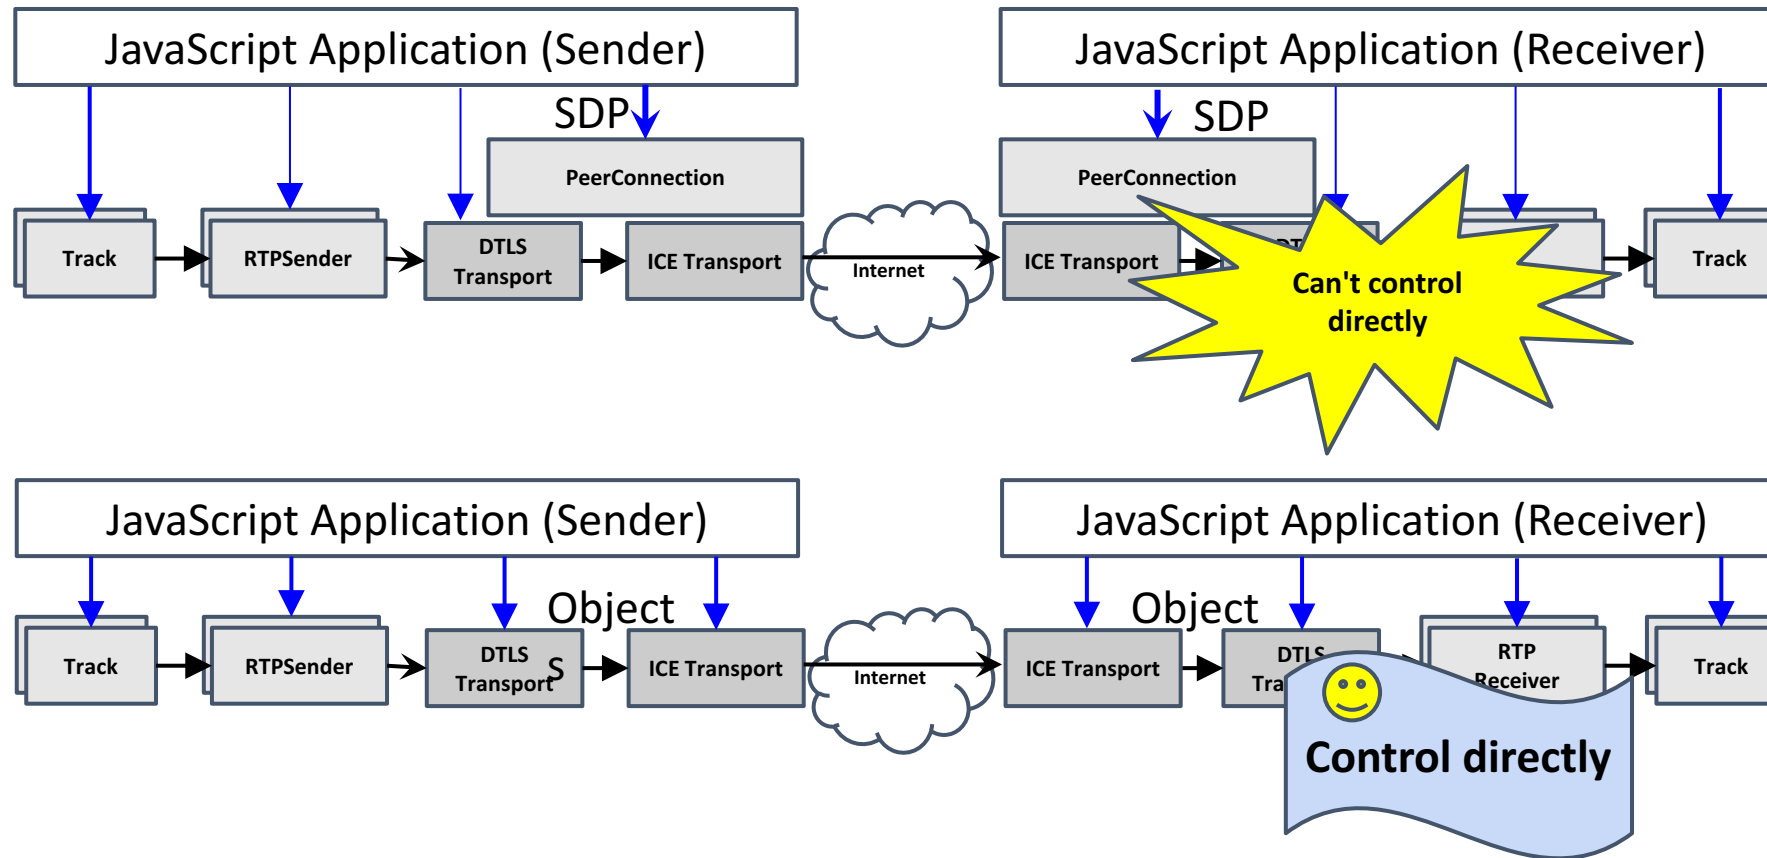 JavaScript Application (Sender)
JavaScript Application (Receiver)
SDP
SDP
PeerConnection
PeerConnection
Track
RTPSender
DTLS
Transport
ICE Transport
Internet
ICE Transport
Can't control
directly
Track
JavaScript Application (Sender)
JavaScript Application (Receiver)
Object
s
Object
Track
RTPSender
DTLS
Transport
ICE Transport
Internet
ICE Transport
DTLS
RTP
Receiver
Track
Control directly